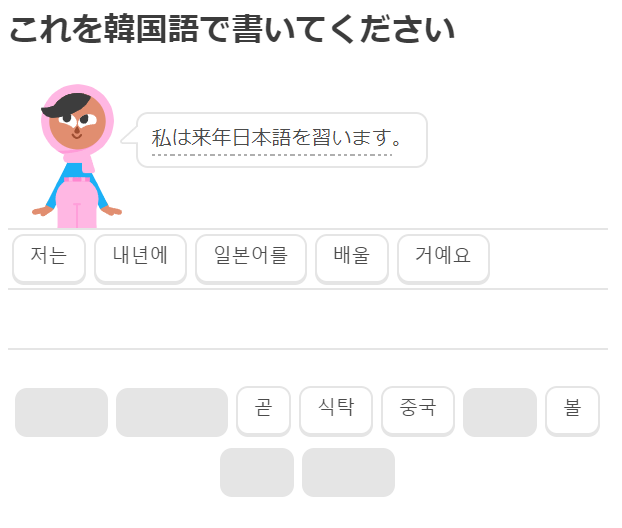 これを韓国語で書いてください
私は来年日本語を習います。
저는 내년에 일본어를 배울 거예요
곧 식탁 중국 볼